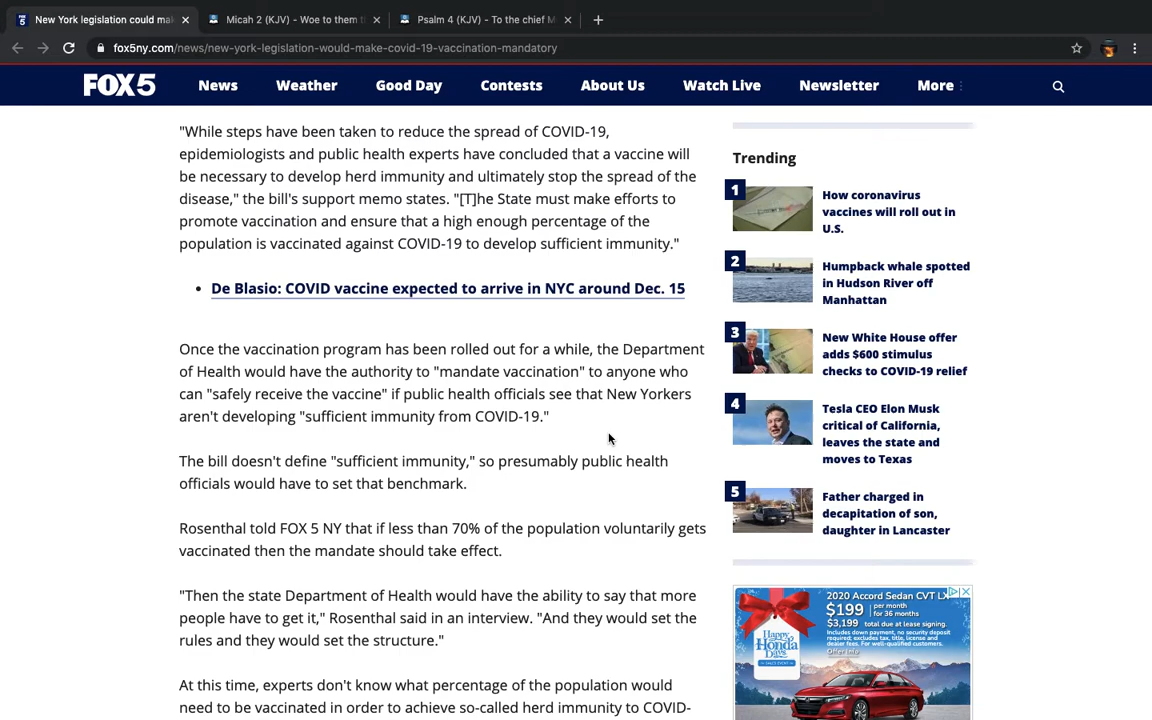 New York legislation could mak
Micah 2 (KJV) - Woe to them t
Psalm 4 (KJV) - To the chief M
fox5ny.com/news/new-york-legislation-would-make-covid-19-vaccination-mandatory
FOX 5
News
Weather
Good Day
Contests
About Us
Watch Live
Newsletter
More
"While steps have been taken to reduce the spread of COVID-19,
epidemiologists and public health experts have concluded that a vaccine will
be necessary to develop herd immunity and ultimately stop the spread of the
disease," the bill's support memo states. "[T]he State must make efforts to
promote vaccination and ensure that a high enough percentage of the
population is vaccinated against COVID-19 to develop sufficient immunity."
• De Blasio: COVID vaccine expected to arrive in NYC around Dec. 15
Once the vaccination program has been rolled out for a while, the Department
of Health would have the authority to "mandate vaccination" to anyone who
can "safely receive the vaccine" if public health officials see that New Yorkers
aren't developing "sufficient immunity from COVID-19."
The bill doesn't define "sufficient immunity," so presumably public health
officials would have to set that benchmark.
Rosenthal told FOX 5 NY that if less than 70% of the population voluntarily gets
vaccinated then the mandate should take effect.
"Then the state Department of Health would have the ability to say that more
people have to get it," Rosenthal said in an interview. "And they would set the
rules and they would set the structure."
At this time, experts don't know what percentage of the population would
need to be vaccinated in order to achieve so-called herd immunity to COVID-
Trending
1
How coronavirus
vaccines will roll out in
U.S.
2
Humpback whale spotted
in Hudson River off
Manhattan
3
New White House offer
adds $600 stimulus
checks to COVID-19 relief
4
Tesla CEO Elon Musk
critical of California,
leaves the state and
moves to Texas
5
Father charged in
decapitation of son,
daughter in Lancaster
2020 Accord Sedan CVT LX
$199 per month
for 36 months
$3,199 total due at lease signing.
Includes down payment, no security deposit
required; excludes tax, title, license and
dealer fees. For well-qualified customers.
Offer Info
Happy
Honda
Days
SALES EVENT